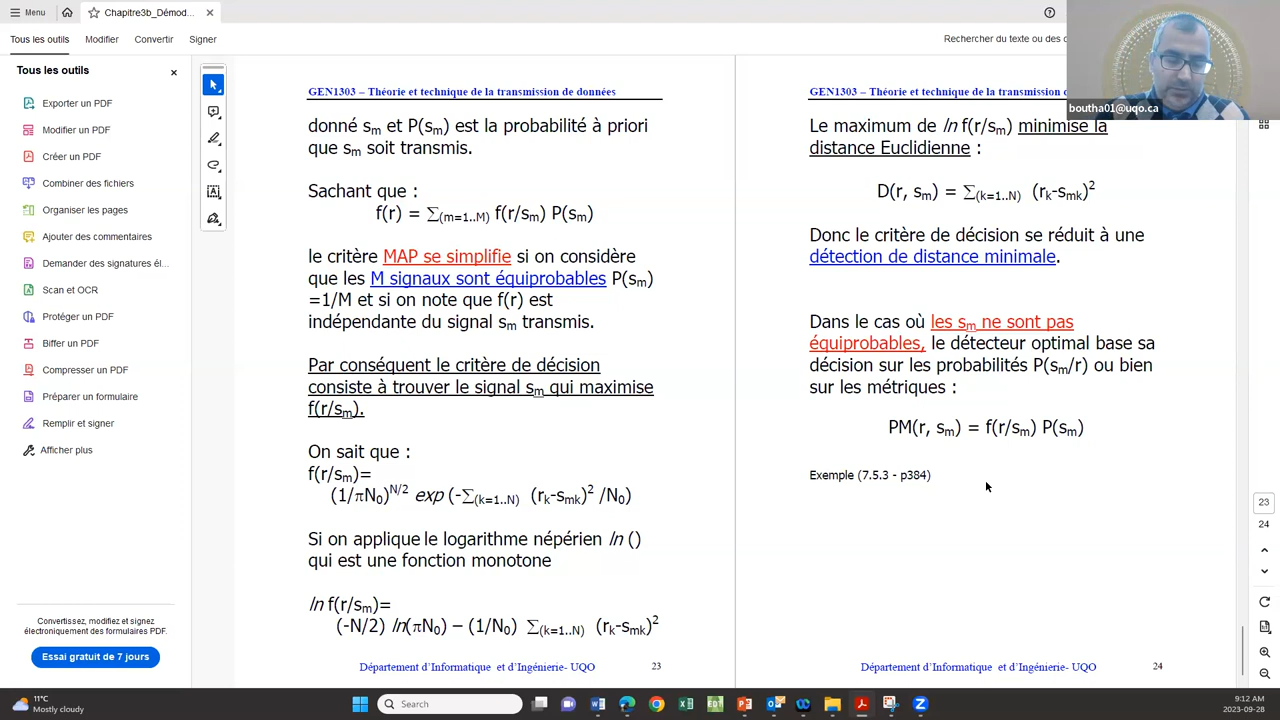 Menu
Chapitre3b_Démod...
Tous les outils
Modifier
Convertir
Signer
Rechercher du texte ou des
Tous les outils
Exporter un PDF
Modifier un PDF
Créer un PDF
Combiner des fichiers
Organiser les pages
Ajouter des commentaires
Demander des signatures él...
Scan et OCR
Protéger un PDF
Biffer un PDF
Compresser un PDF
Préparer un formulaire
Remplir et signer
Afficher plus
Convertissez, modifiez et signez
électroniquement des formulaires PDF.
Essai gratuit de 7 jours
GEN1303 – Théorie et technique de la transmission de données
donné sm et P(sm) est la probabilité à priori
que sm soit transmis.
Sachant que :
f(r) = ∑(m=1..M) f(r/sm) P(sm)
le critère MAP se simplifie si on considère
que les M signaux sont équiprobables P(sm)
=1/M et si on note que f(r) est
indépendante du signal sm transmis.
Par conséquent le critère de décision
consiste à trouver le signal sm qui maximise
f(r/sm).
On sait que :
f(r/sm)=
(1/πN0)^N/2 exp (-∑(k=1..N) (rk-smk)² /N0)
Si on applique le logarithme népérien ln ()
qui est une fonction monotone
ln f(r/sm)=
(-N/2) ln(πN0) – (1/N0) ∑(k=1..N) (rk-smk)²
Département d'Informatique et d'Ingénierie- UQO 23
GEN1303 – Théorie et technique de la transmission de
boutha01@uqo.ca
Le maximum de ln f(r/sm) minimise la
distance Euclidienne :
D(r, sm) = ∑(k=1..N) (rk-smk)²
Donc le critère de décision se réduit à une
détection de distance minimale.
Dans le cas où les sm ne sont pas
équiprobables, le détecteur optimal base sa
décision sur les probabilités P(sm/r) ou bien
sur les métriques :
PM(r, sm) = f(r/sm) P(sm)
Exemple (7.5.3 - p384)
Département d'Informatique et d'Ingénierie- UQO 24
23
24
11°C
Mostly cloudy
Search
EDT
9:12 AM
2023-09-28